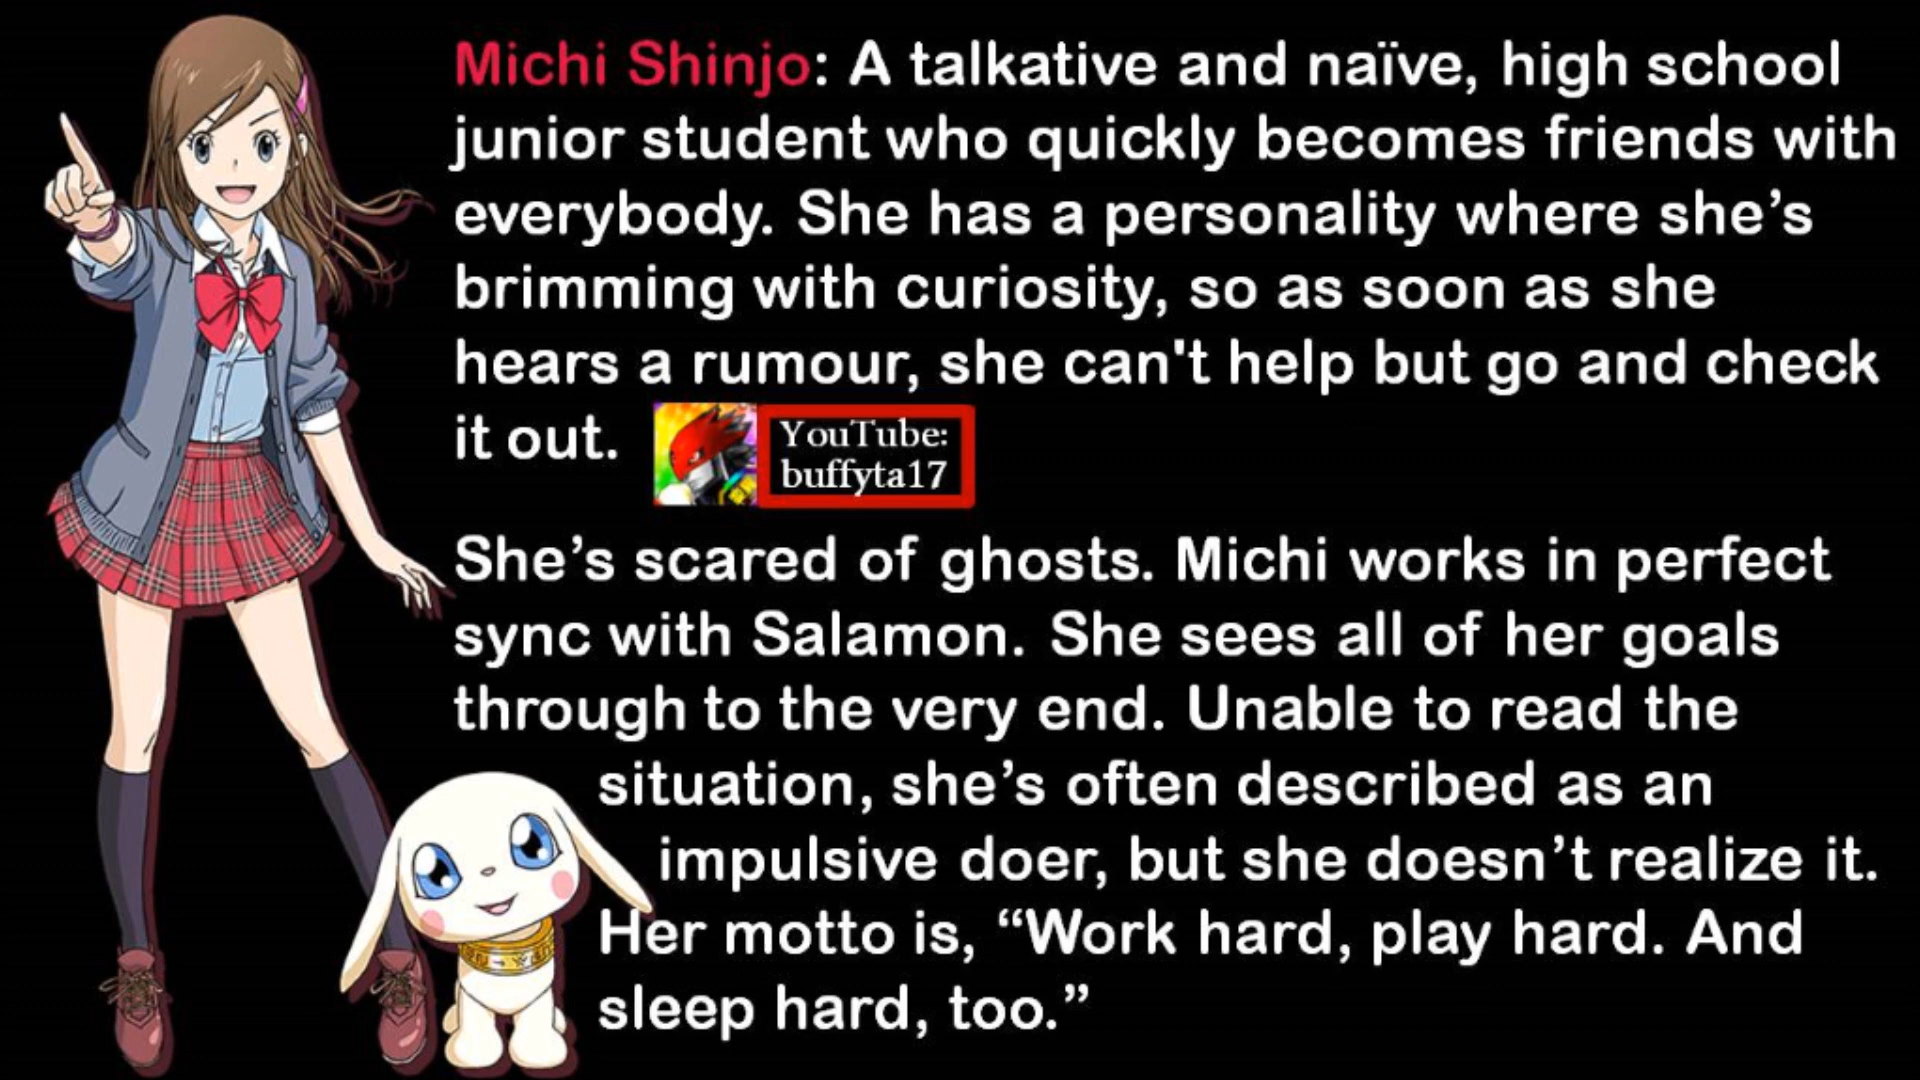 Michi Shinjo: A talkative and naïve, high school
junior student who quickly becomes friends with
everybody. She has a personality where she’s
brimming with curiosity, so as soon as she
hears a rumour, she can't help but go and check
it out.
YouTube:
buffyta17
She’s scared of ghosts. Michi works in perfect
sync with Salamon. She sees all of her goals
through to the very end. Unable to read the
situation, she’s often described as an
impulsive doer, but she doesn’t realize it.
Her motto is, “Work hard, play hard. And
sleep hard, too.”